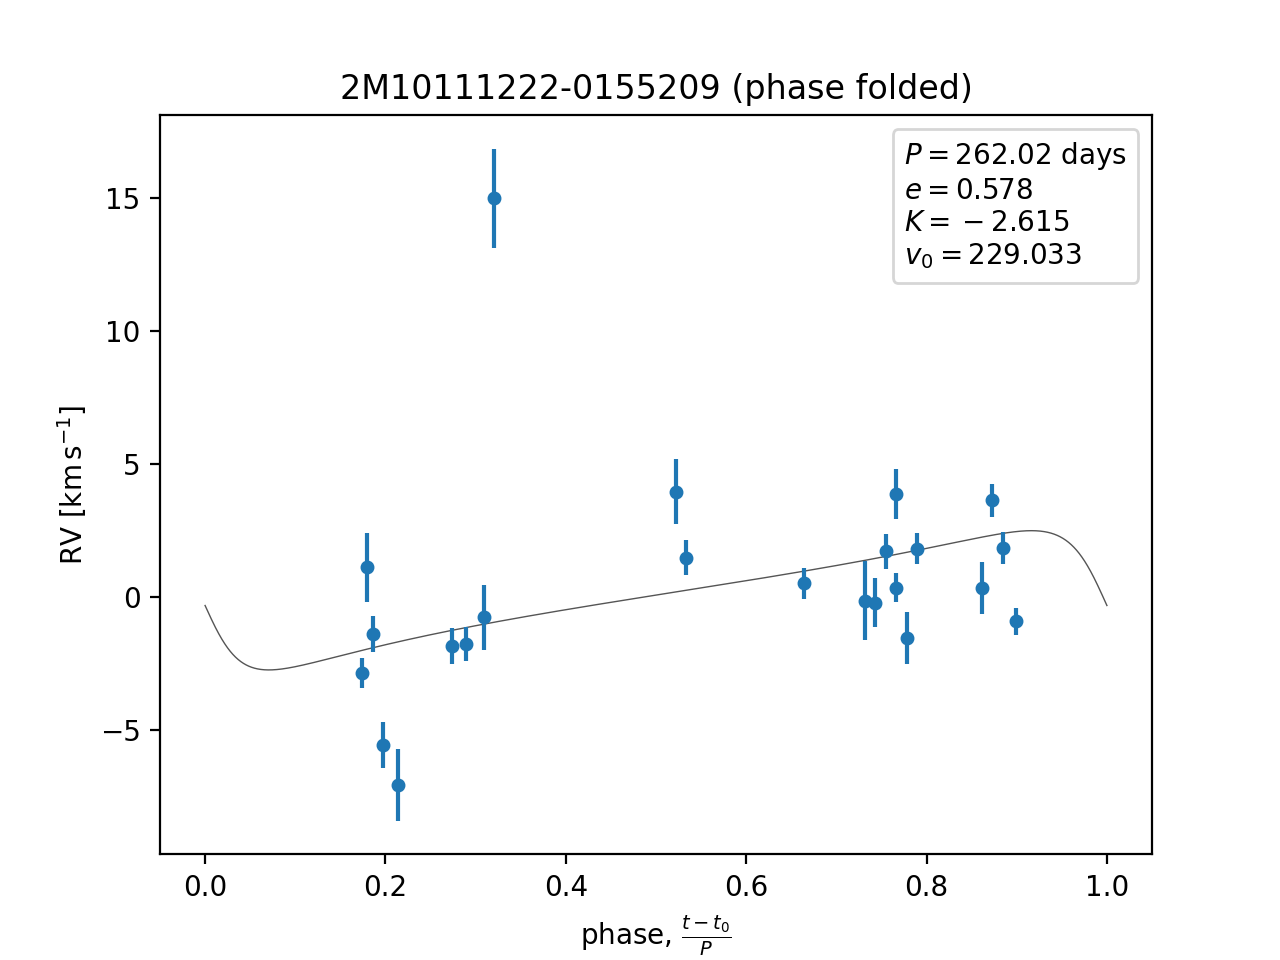 2M10111222-0155209 (phase folded)
P = 262.02 days
e = 0.578
K = −2.615
v₀ = 229.033
RV [km s⁻¹]
15
10
5
0
−5
0.0 0.2 0.4 0.6 0.8 1.0
phase, (t − t₀)/P